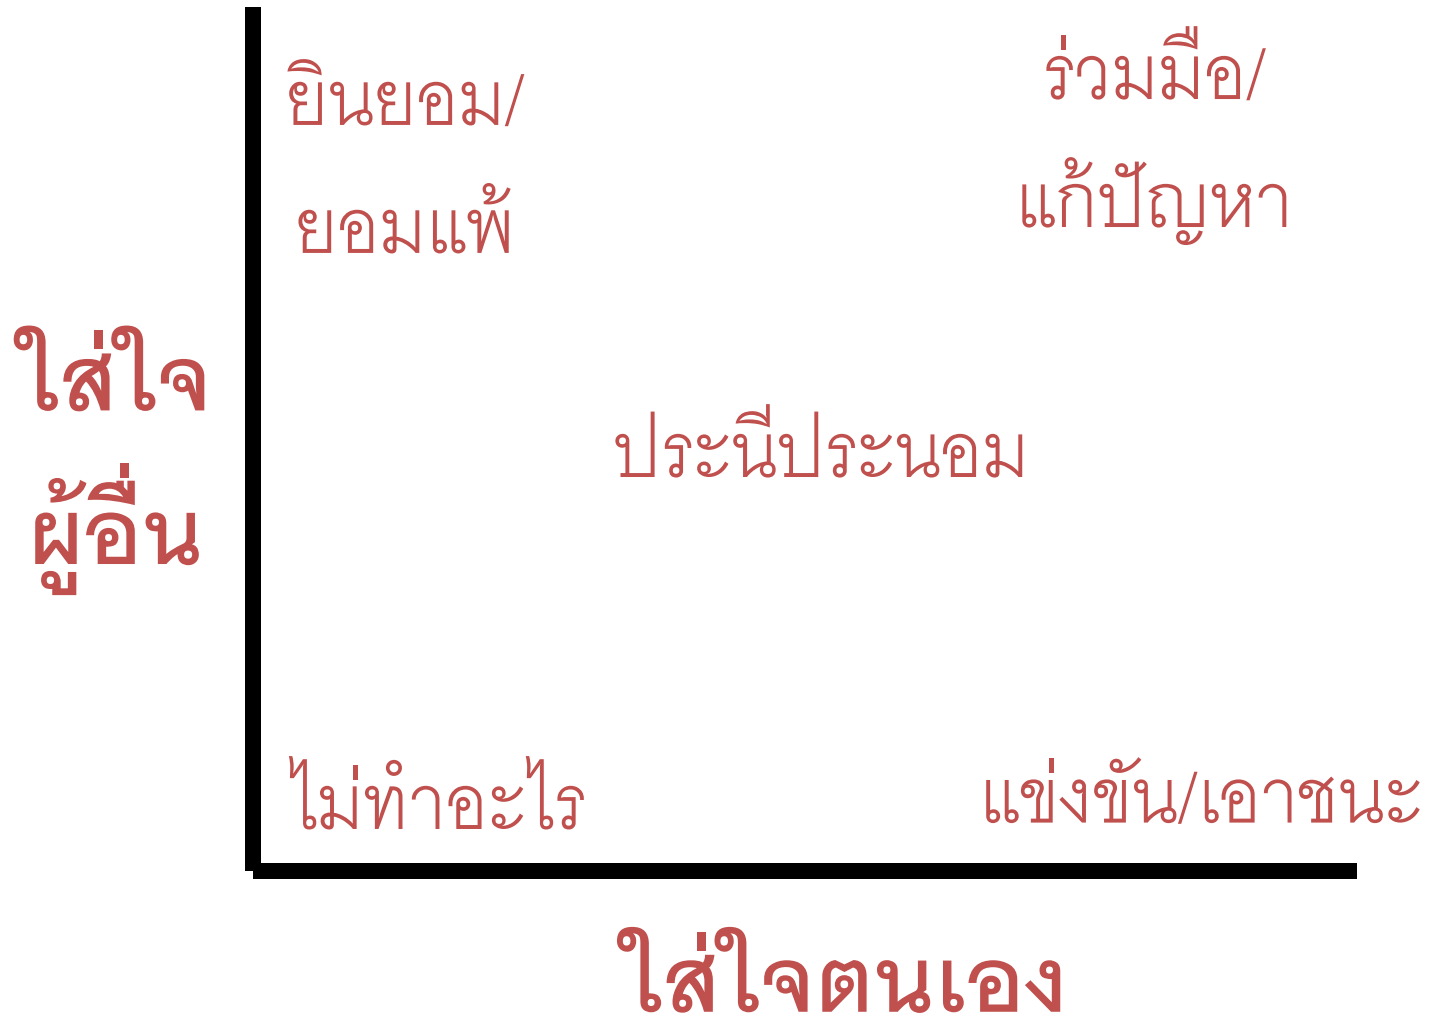 ยินยอม/
ยอมแพ้
ร่วมมือ/
แก้ปัญหา
ใส่ใจ
ผู้อื่น
ประนีประนอม
ไม่ทำอะไร
แข่งขัน/เอาชนะ
ใส่ใจตนเอง